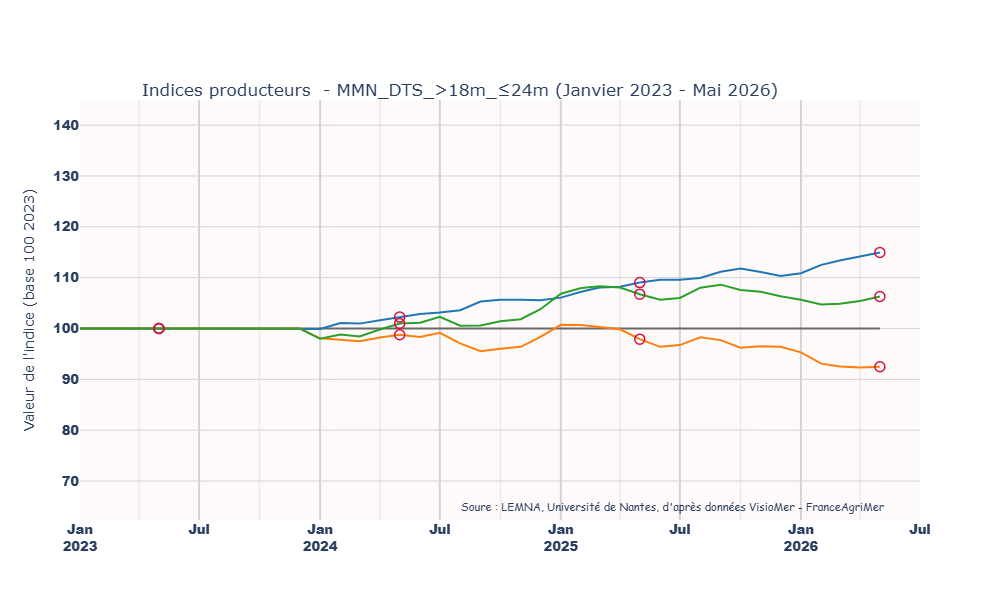 Indices producteurs  - MMN_DTS_>18m_≤24m (Janvier 2023 - Mai 2026)
Valeur de l'indice (base 100 2023)
140
130
120
110
100
90
80
70
Soure : LEMNA, Université de Nantes, d'après données VisioMer - FranceAgriMer
Jan Jul Jan Jul Jan Jul Jan Jul
2023 2024 2025 2026